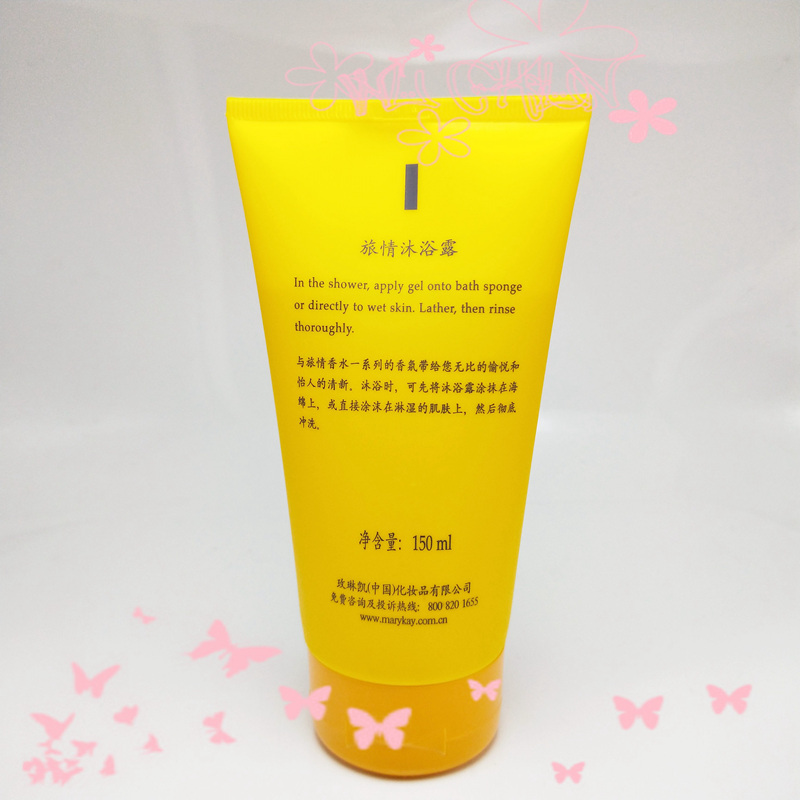 旅情沐浴露
In the shower, apply gel onto bath sponge
or directly to wet skin. Lather, then rinse
thoroughly.
与旅情香水一系列的香氛带给您无比的愉悦和
怡人的清新。沐浴时，可先将沐浴露涂抹在海
绵上，或直接涂沫在淋湿的肌肤上，然后彻底
冲洗。
净含量：150 ml
玫琳凯(中国)化妆品有限公司
免费咨询及投诉热线：800 820 1655
www.marykay.com.cn